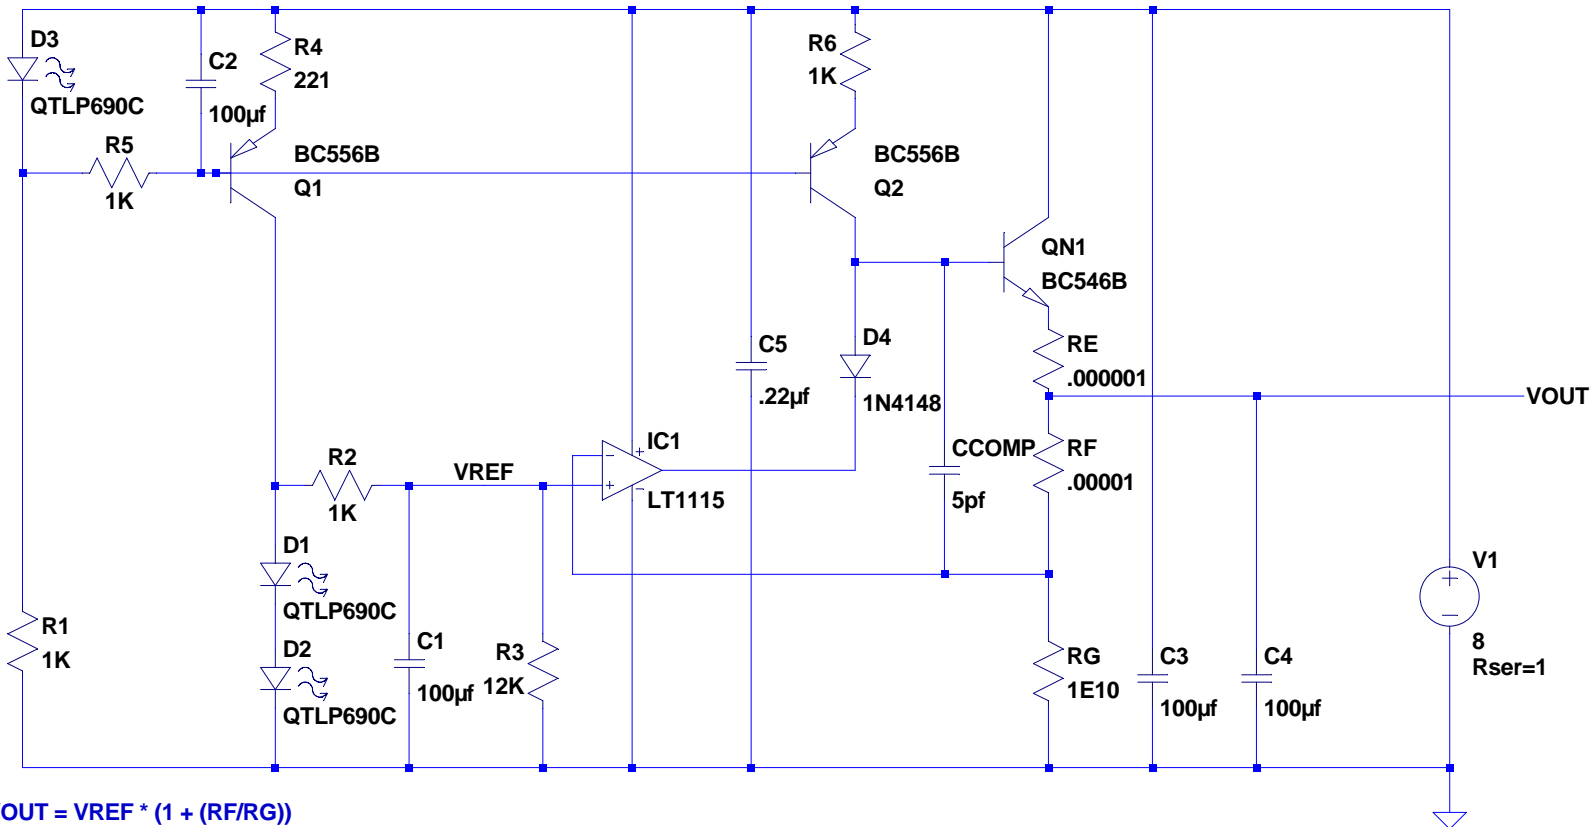 D3
QTLP690C
C2
100µf
R4
221
R5
1K
BC556B
Q1
R6
1K
BC556B
Q2
QN1
BC546B
RE
.000001
VOUT
C5
.22µf
D4
1N4148
IC1
LT1115
CCOMP
5pf
RF
.00001
R2
1K
VREF
D1
QTLP690C
D2
QTLP690C
R1
1K
C1
100µf
R3
12K
RG
1E10
C3
100µf
C4
100µf
V1
8
Rser=1
OUT = VREF * (1 + (RF/RG))